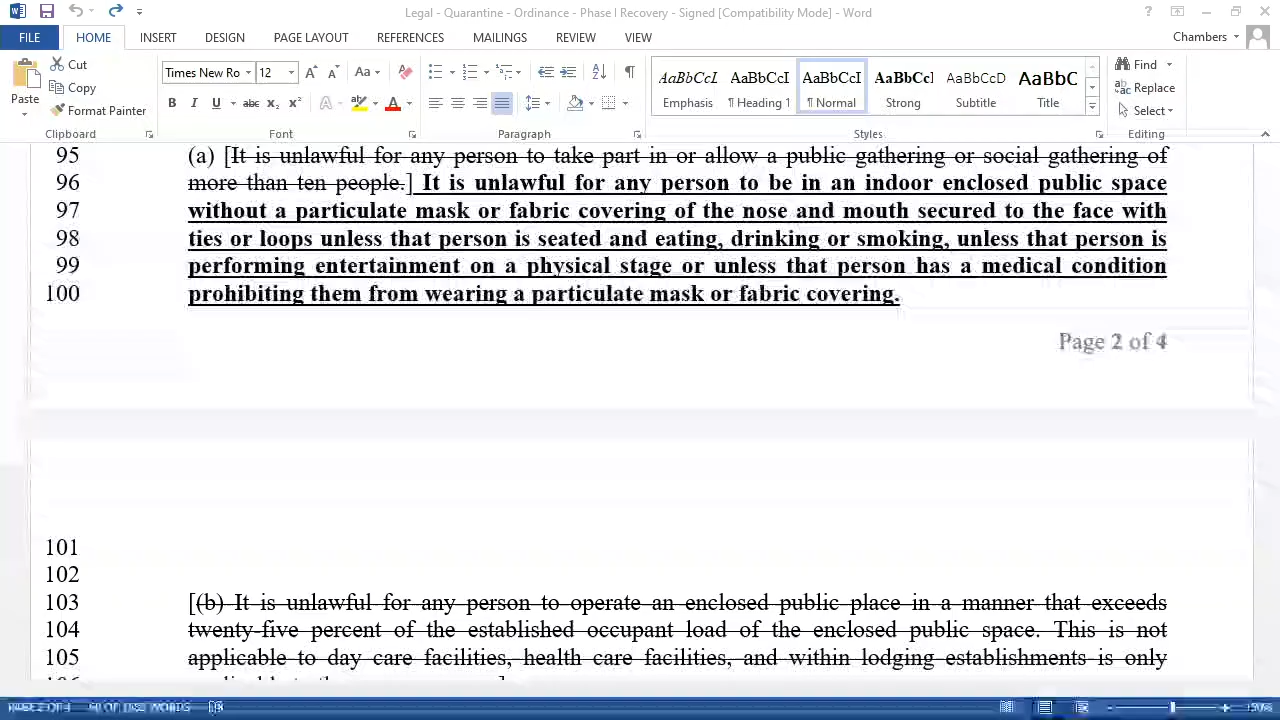 Legal - Quarantine - Ordinance - Phase I Recovery - Signed [Compatibility Mode] - Word
FILE HOME INSERT DESIGN PAGE LAYOUT REFERENCES MAILINGS REVIEW VIEW Chambers
Cut
Copy
Format Painter
Paste
Times New Ro 12
AaBbCcI AaBbCcI AaBbCcI AaBbCcI AaBbCcD AaBbC
Emphasis ¶ Heading ¶ Normal Strong Subtitle Title
Find
Replace
Select
Clipboard Font Paragraph Styles Editing
95 (a) [It is unlawful for any person to take part in or allow a public gathering or social gathering of
96 more than ten people.] It is unlawful for any person to be in an indoor enclosed public space
97 without a particulate mask or fabric covering of the nose and mouth secured to the face with
98 ties or loops unless that person is seated and eating, drinking or smoking, unless that person is
99 performing entertainment on a physical stage or unless that person has a medical condition
100 prohibiting them from wearing a particulate mask or fabric covering.
Page 2 of 4
101
102
103 [(b) It is unlawful for any person to operate an enclosed public place in a manner that exceeds
104 twenty-five percent of the established occupant load of the enclosed public space. This is not
105 applicable to day care facilities, health care facilities, and within lodging establishments is only